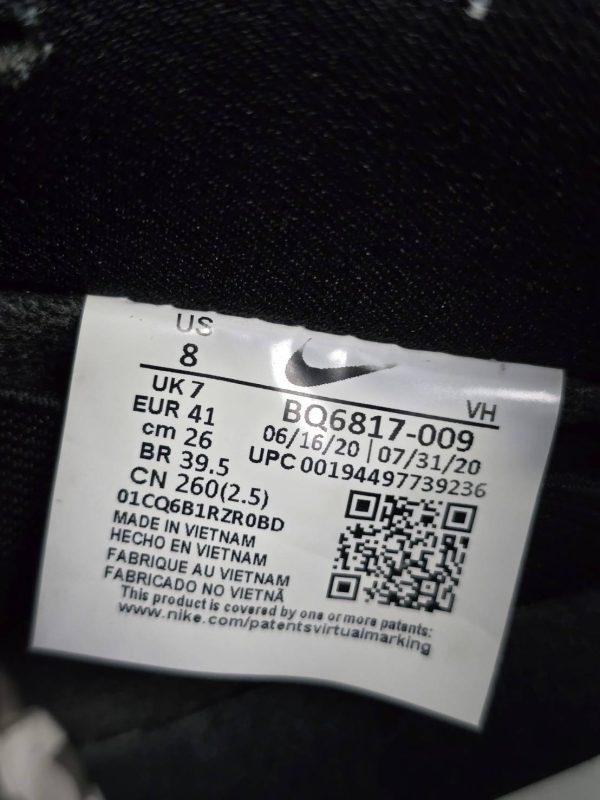 US
8
UK 7
EUR 41
cm 26
BR 39.5
CN 260(2.5)
01CQ6B1RZR0BD
VH
BQ6817-009
06/16/20 | 07/31/20
UPC 00194497739236
MADE IN VIETNAM
HECHO EN VIETNAM
FABRIQUE AU VIETNAM
FABRICADO NO VIETNÃ
This product is covered by one or more patents:
www.nike.com/patentsvirtualmarking